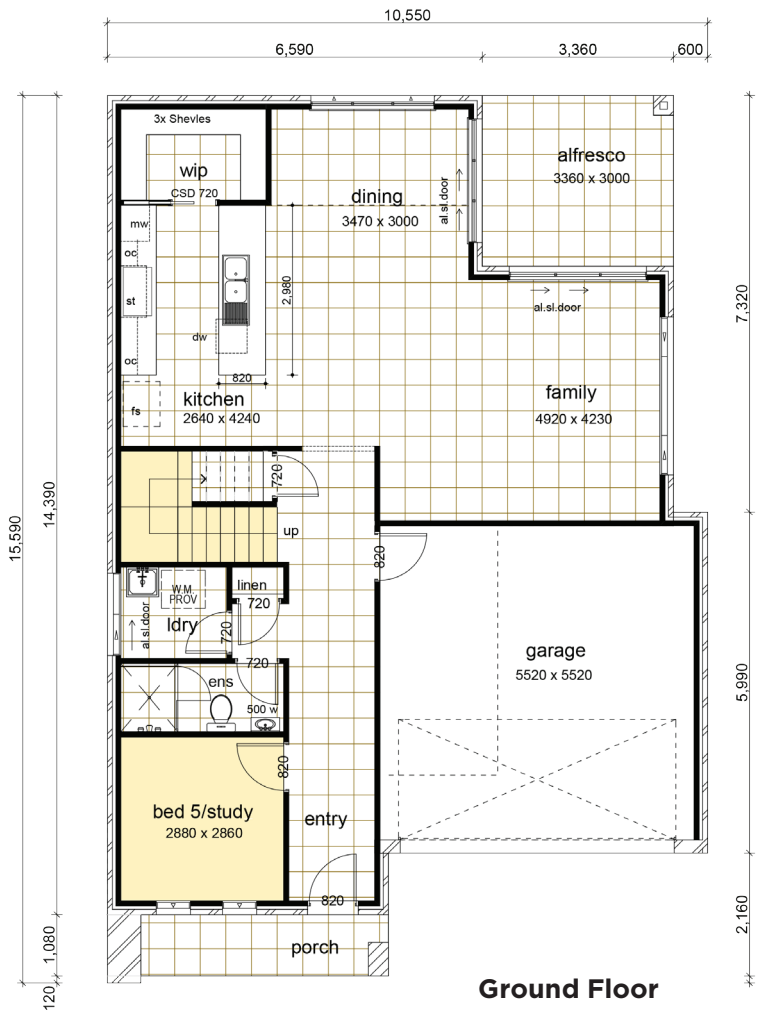 10,550
6,590
3,360
600
3x Shevles
wip
CSD 720
alfresco
3360 x 3000
dining
3470 x 3000
al.sl.door
mw
oc
st
2,980
al.sl.door
7,320
dw
oc
820
kitchen
2640 x 4240
fs
family
4920 x 4230
15,590
14,390
720
up
820
linen
720
W.M.
PROV
ldry
al.sl.door
720
720
ens
500 w
garage
5520 x 5520
5,990
820
bed 5/study
2880 x 2860
entry
820
porch
2,160
1,080
120
Ground Floor